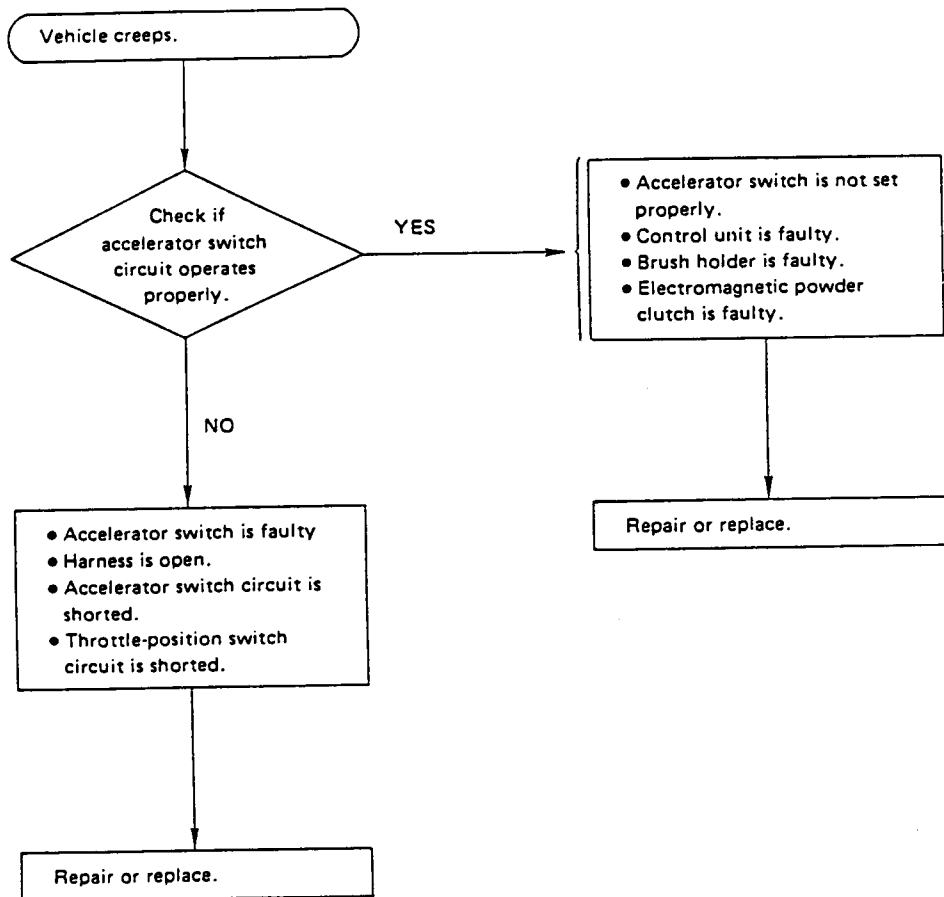 Vehicle creeps.
Check if
accelerator switch
circuit operates
properly.
YES
• Accelerator switch is not set
properly.
• Control unit is faulty.
• Brush holder is faulty.
• Electromagnetic powder
clutch is faulty.
Repair or replace.
NO
• Accelerator switch is faulty
• Harness is open.
• Accelerator switch circuit is
shorted.
• Throttle-position switch
circuit is shorted.
Repair or replace.